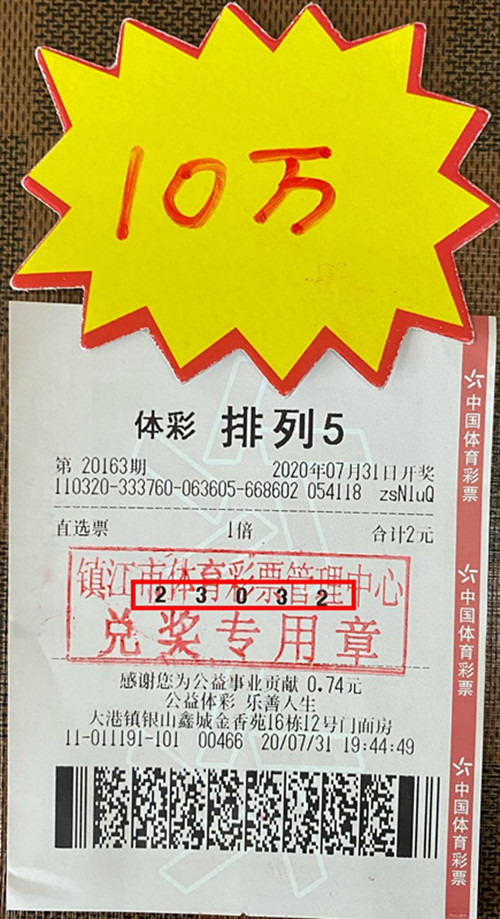 10万
体彩 排列5
第 20163期 2020年07月31日开奖
110320-333760-063605-668602 054118 zsN1uQ
直选票 1倍 合计2元
镇江市体育彩票管理中心
2 3 0 3 2
兑奖专用章
感谢您为公益事业贡献 0.74元
公益体彩 乐善人生
大港镇银山鑫城金香苑16栋12号门面房
11-011191-101 00466 20/07/31 19:44:49
中国体育彩票
中国体育彩票
中国体育彩票